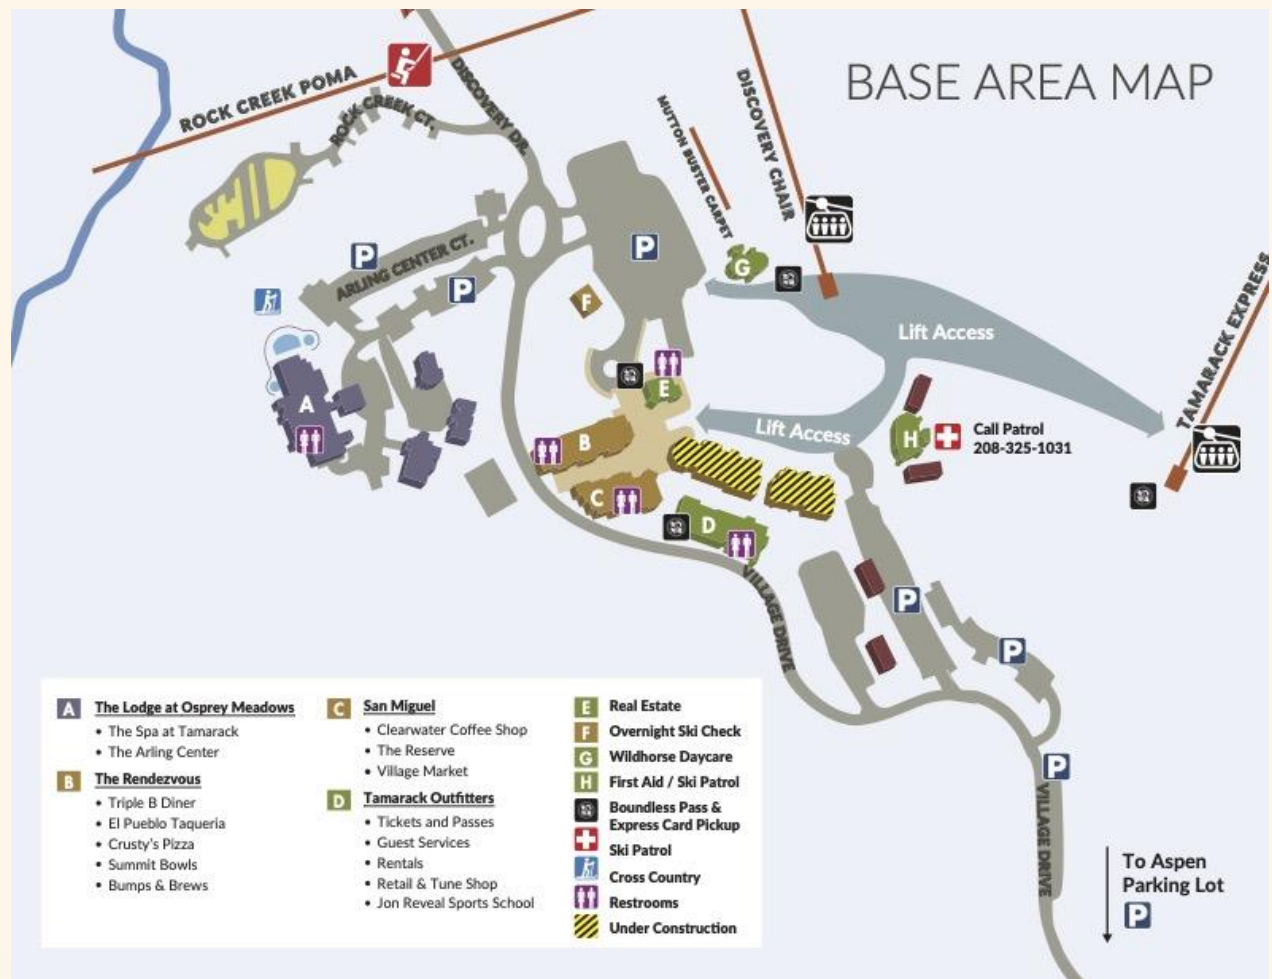 BASE AREA MAP
ROCK CREEK POMA
ROCK CREEK CT.
DISCOVERY DR.
MUTTON BUSTER CARPET
DISCOVERY CHAIR
TAMARACK EXPRESS
ARLING CENTER CT.
P
P
P
G
F
Lift Access
E
A
B
Lift Access
H
Call Patrol
208-325-1031
C
D
VILLAGE DRIVE
P
P
P
VILLAGE DRIVE
To Aspen
Parking Lot
P
A The Lodge at Osprey Meadows
• The Spa at Tamarack
• The Arling Center
B The Rendezvous
• Triple B Diner
• El Pueblo Taqueria
• Crusty's Pizza
• Summit Bowls
• Bumps & Brews
C San Miguel
• Clearwater Coffee Shop
• The Reserve
• Village Market
D Tamarack Outfitters
• Tickets and Passes
• Guest Services
• Rentals
• Retail & Tune Shop
• Jon Reveal Sports School
E Real Estate
F Overnight Ski Check
G Wildhorse Daycare
H First Aid / Ski Patrol
Boundless Pass &
Express Card Pickup
Ski Patrol
Cross Country
Restrooms
Under Construction